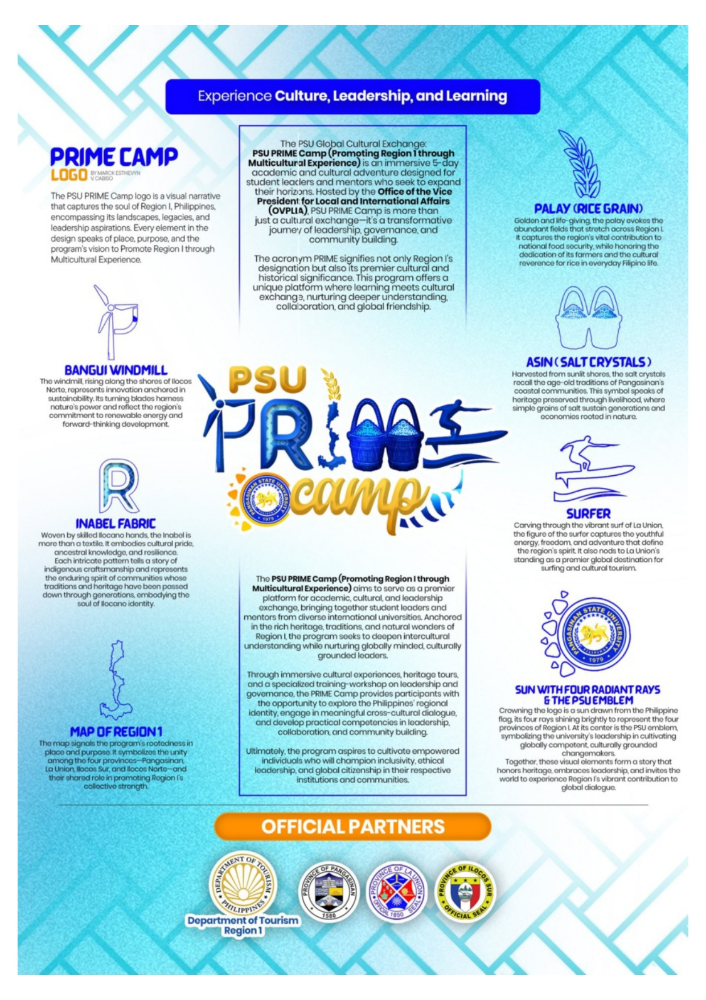 Experience Culture, Leadership, and Learning
PRIME CAMP
LOGO BY MARCK ESTHEVYN
V. CABISO
The PSU PRIME Camp logo is a visual narrative
that captures the soul of Region I, Philippines,
encompassing its landscapes, legacies, and
leadership aspirations. Every element in the
design speaks of place, purpose, and the
program's vision to Promote Region I through
Multicultural Experience.
BANGUI WINDMILL
The windmill, rising along the shores of Ilocos
Norte, represents innovation anchored in
sustainability. Its turning blades harness
nature's power and reflect the region's
commitment to renewable energy and
forward-thinking development.
INABEL FABRIC
Woven by skilled Ilocano hands, the Inabel is
more than a textile. It embodies cultural pride,
ancestral knowledge, and resilience.
Each intricate pattern tells a story of
indigenous craftsmanship and represents
the enduring spirit of communities whose
traditions and heritage have been passed
down through generations, embodying the
soul of Ilocano identity.
MAP OF REGION 1
The map signals the program's rootedness in
place and purpose. It symbolizes the unity
among the four provinces—Pangasinan,
La Union, Ilocos Sur, and Ilocos Norte—and
their shared role in promoting Region I's
collective strength.
The PSU Global Cultural Exchange:
PSU PRIME Camp (Promoting Region 1 through
Multicultural Experience) is an immersive 5-day
academic and cultural adventure designed for
student leaders and mentors who seek to expand
their horizons. Hosted by the Office of the Vice
President for Local and International Affairs
(OVPLIA), PSU PRIME Camp is more than
just a cultural exchange—it's a transformative
journey of leadership, governance, and
community building.
The acronym PRIME signifies not only Region I's
designation but also its premier cultural and
historical significance. This program offers a
unique platform where learning meets cultural
exchange, nurturing deeper understanding,
collaboration, and global friendship.
PSU
PRIME
camp
PANGASINAN STATE UNIVERSITY
PILIPINAS
1979
The PSU PRIME Camp (Promoting Region I through
Multicultural Experience) aims to serve as a premier
platform for academic, cultural, and leadership
exchange, bringing together student leaders and
mentors from diverse international universities. Anchored
in the rich heritage, traditions, and natural wonders of
Region I, the program seeks to deepen intercultural
understanding while nurturing globally minded, culturally
grounded leaders.
Through immersive cultural experiences, heritage tours,
and a specialized training-workshop on leadership and
governance, the PRIME Camp provides participants with
the opportunity to explore the Philippines' regional
identity, engage in meaningful cross-cultural dialogue,
and develop practical competencies in leadership,
collaboration, and community building.
Ultimately, the program aspires to cultivate empowered
individuals who will champion inclusivity, ethical
leadership, and global citizenship in their respective
institutions and communities.
PALAY (RICE GRAIN)
Golden and life-giving, the palay evokes the
abundant fields that stretch across Region I.
It captures the region's vital contribution to
national food security, while honoring the
dedication of its farmers and the cultural
reverence for rice in everyday Filipino life.
ASIN ( SALT CRYSTALS )
Harvested from sunlit shores, the salt crystals
recall the age-old traditions of Pangasinan's
coastal communities. This symbol speaks of
heritage preserved through livelihood, where
simple grains of salt sustain generations and
economies rooted in nature.
SURFER
Carving through the vibrant surf of La Union,
the figure of the surfer captures the youthful
energy, freedom, and adventure that define
the region's spirit. It also nods to La Union's
standing as a premier global destination for
surfing and cultural tourism.
PANGASINAN STATE UNIVERSITY
PILIPINAS
1979
SUN WITH FOUR RADIANT RAYS
& THE PSU EMBLEM
Crowning the logo is a sun drawn from the Philippine
flag, its four rays shining brightly to represent the four
provinces of Region I. At its center is the PSU emblem,
symbolizing the university's leadership in cultivating
globally competent, culturally grounded
changemakers.
Together, these visual elements form a story that
honors heritage, embraces leadership, and invites the
world to experience Region I's vibrant contribution to
global dialogue.
OFFICIAL PARTNERS
DEPARTMENT OF TOURISM
PHILIPPINES
Department of Tourism
Region 1
PROVINCE OF PANGASINAN
1580
PROVINCE OF LA UNION
OFFICIAL 1850 SEAL
PROVINCE OF ILOCOS SUR
OFFICIAL SEAL